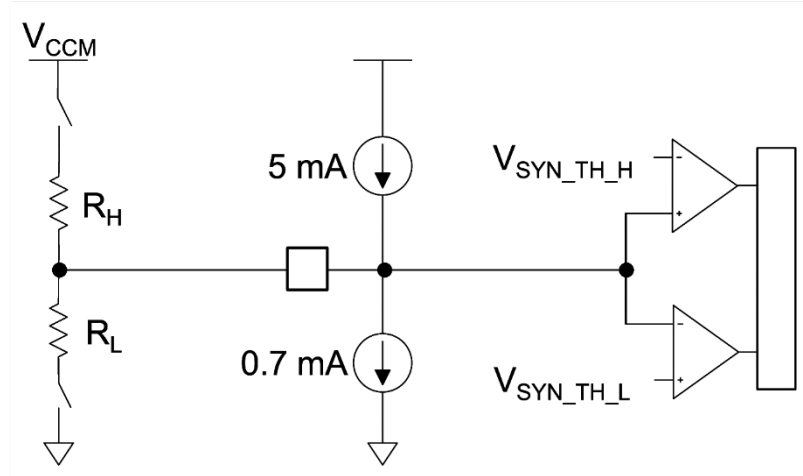 V_CCM
5 mA
V_SYN_TH_H
-
R_H
+
R_L
-
0.7 mA
V_SYN_TH_L
+